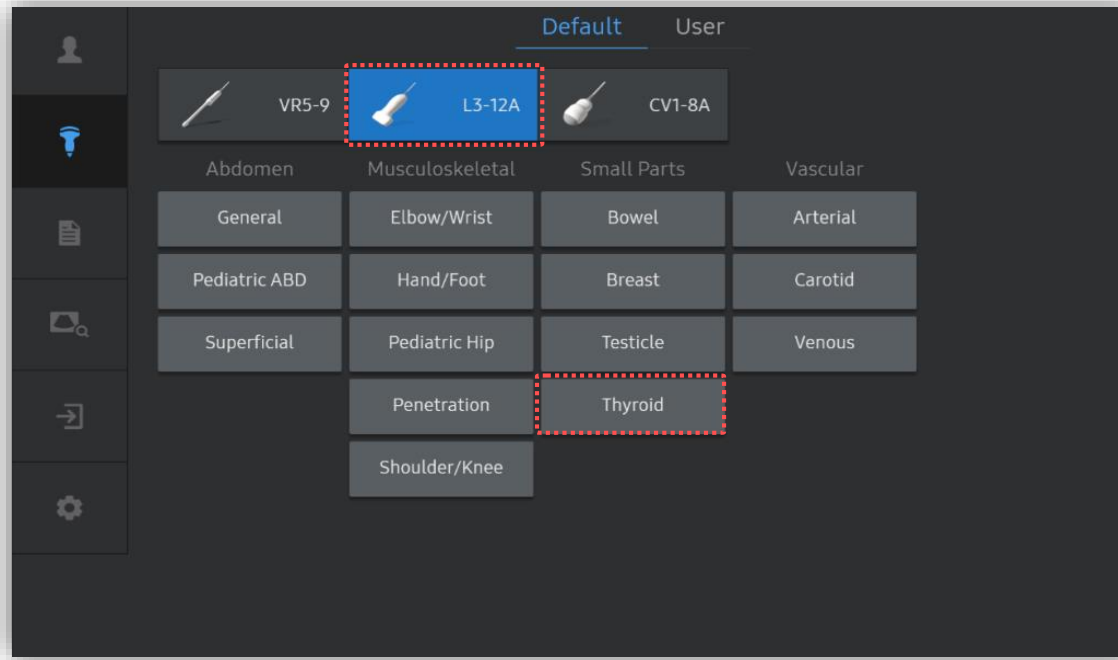 Default User
VR5-9 L3-12A CV1-8A
Abdomen Musculoskeletal Small Parts Vascular
General Elbow/Wrist Bowel Arterial
Pediatric ABD Hand/Foot Breast Carotid
Superficial Pediatric Hip Testicle Venous
Penetration Thyroid
Shoulder/Knee